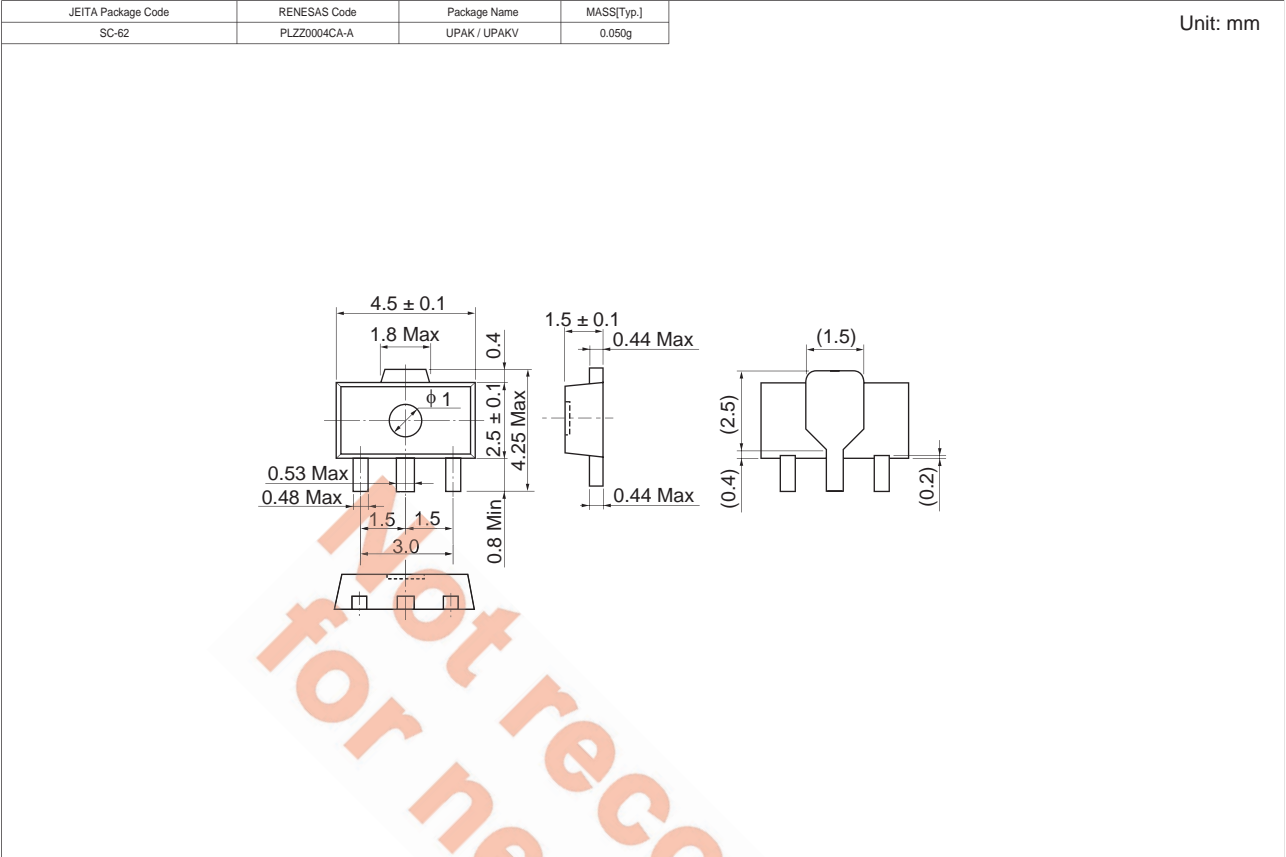 JEITA Package Code RENESAS Code Package Name MASS[Typ.]
SC-62 PLZZ0004CA-A UPAK / UPAKV 0.050g
Unit: mm
4.5 ± 0.1
1.8 Max
0.4
ϕ 1
2.5 ± 0.1
4.25 Max
0.53 Max
0.48 Max
1.5 1.5
3.0
0.8 Min
1.5 ± 0.1
0.44 Max
0.44 Max
(1.5)
(2.5)
(0.4)
(0.2)
Not reco
for ne